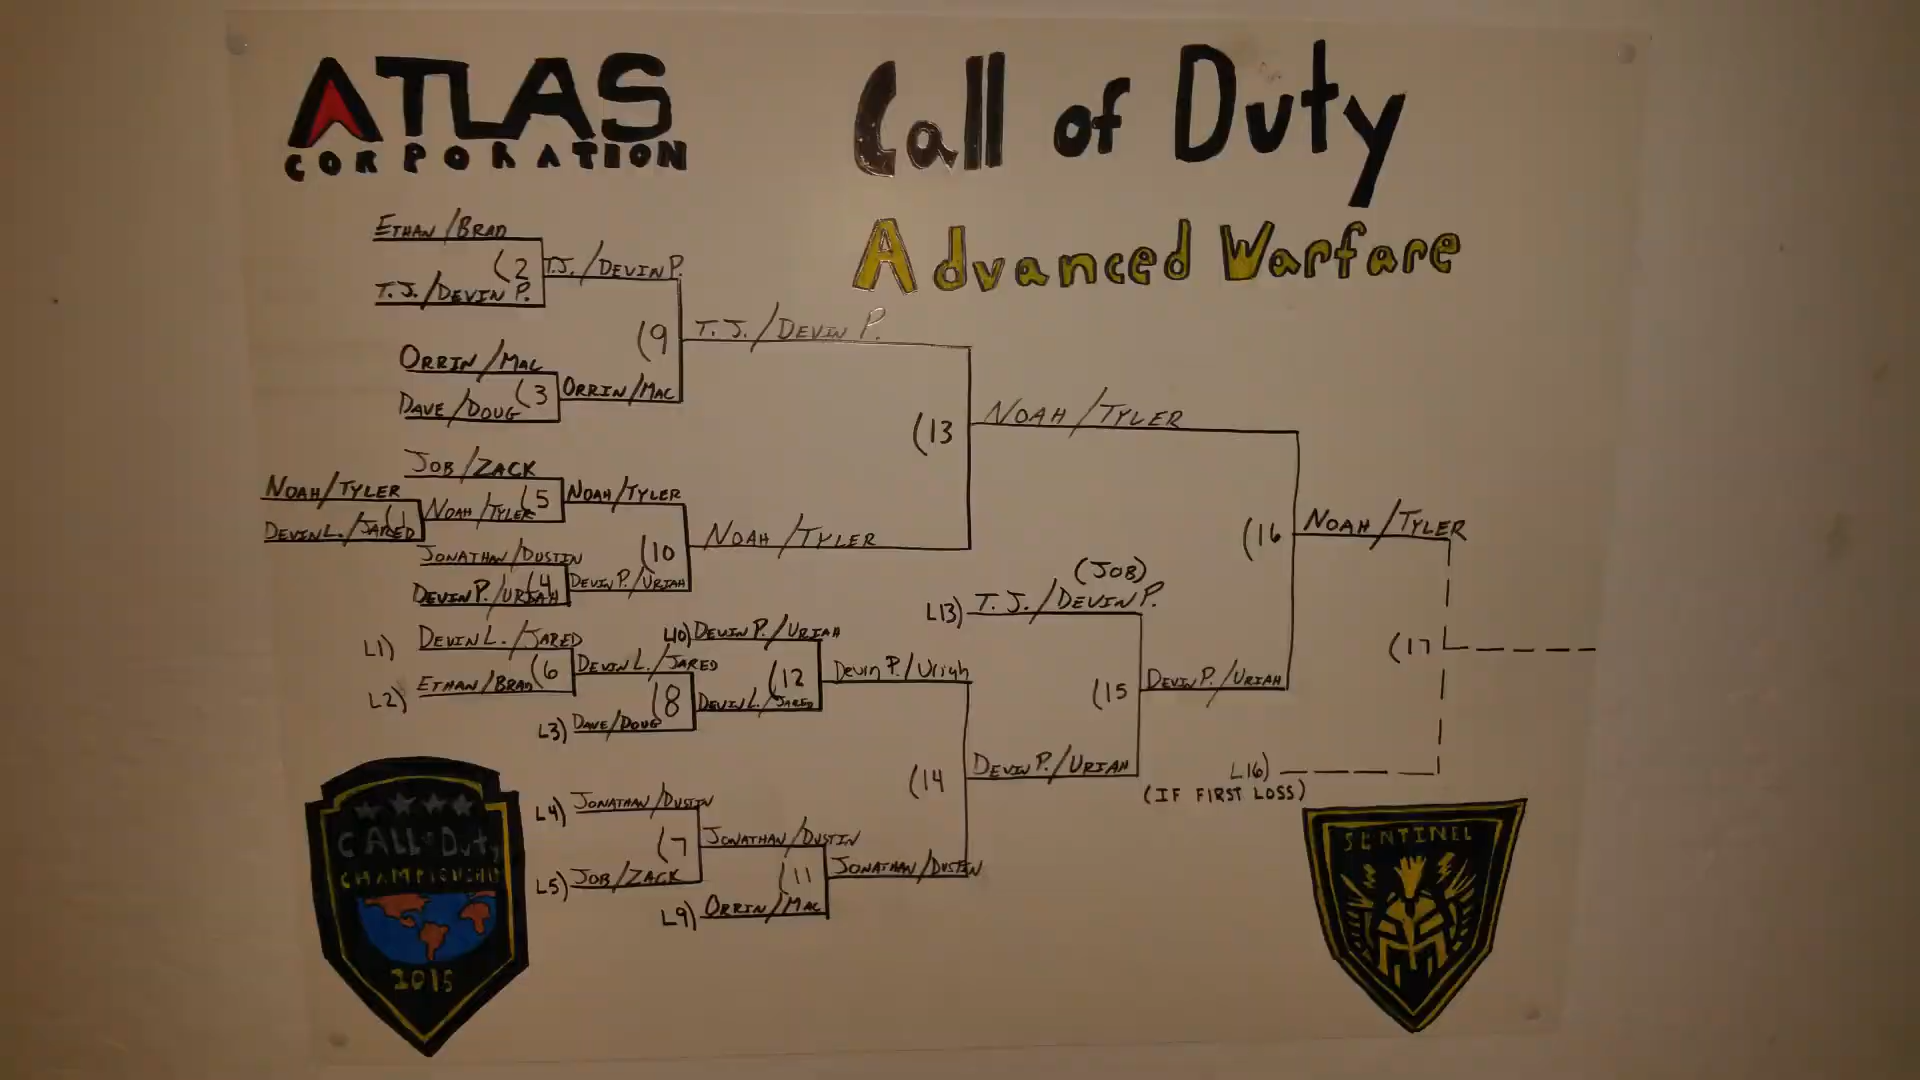 ATLAS
CORPORATION
Call of Duty
Advanced Warfare
ETHAN/BRAD
(2
T.J./DEVIN P.
T.J./DEVIN P.
(9
T.J./DEVIN P.
ORRIN/MAC
(3
ORRIN/MAC
DAVE/DOUG
(13
NOAH/TYLER
JOB/ZACK
NOAH/TYLER
(5
NOAH/TYLER
NOAH/TYLER
(1
DEVIN L./JARED
JONATHAN/DUSTIN
(10
NOAH/TYLER
(4
DEVIN P./URIAH
DEVIN P./URIAH
(16
NOAH/TYLER
(JOB)
L13) T.J./DEVIN P.
L1) DEVIN L./JARED
L10) DEVIN P./URIAH
(6
DEVIN L./JARED
L2) ETHAN/BRAD
(12
Devin P./Uriah
(8
DEVIN L./JARED
L3) DAVE/DOUG
(15
DEVIN P./URIAH
(17
(14
DEVIN P./URIAH
L16)
(IF FIRST LOSS)
L4) JONATHAN/DUSTIN
(7
JONATHAN/DUSTIN
L5) JOB/ZACK
(11
JONATHAN/DUSTIN
L9) ORRIN/MAC
CALL OF Duty
CHAMPIONSHIP
2015
SENTINEL